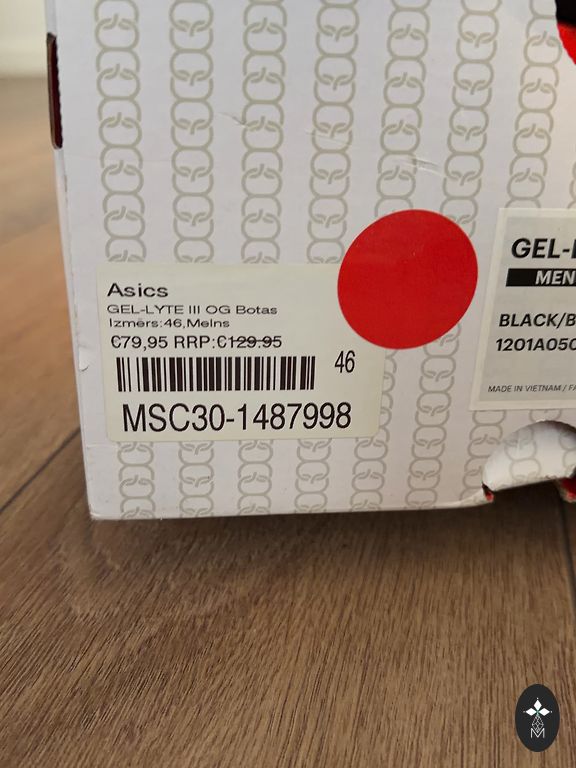 Asics
GEL-LYTE III OG Botas
Izmērs:46,Melns
€79,95 RRP:€129.95
46
MSC30-1487998
GEL-
MEN
BLACK/B
1201A050
MADE IN VIETNAM / FA
M